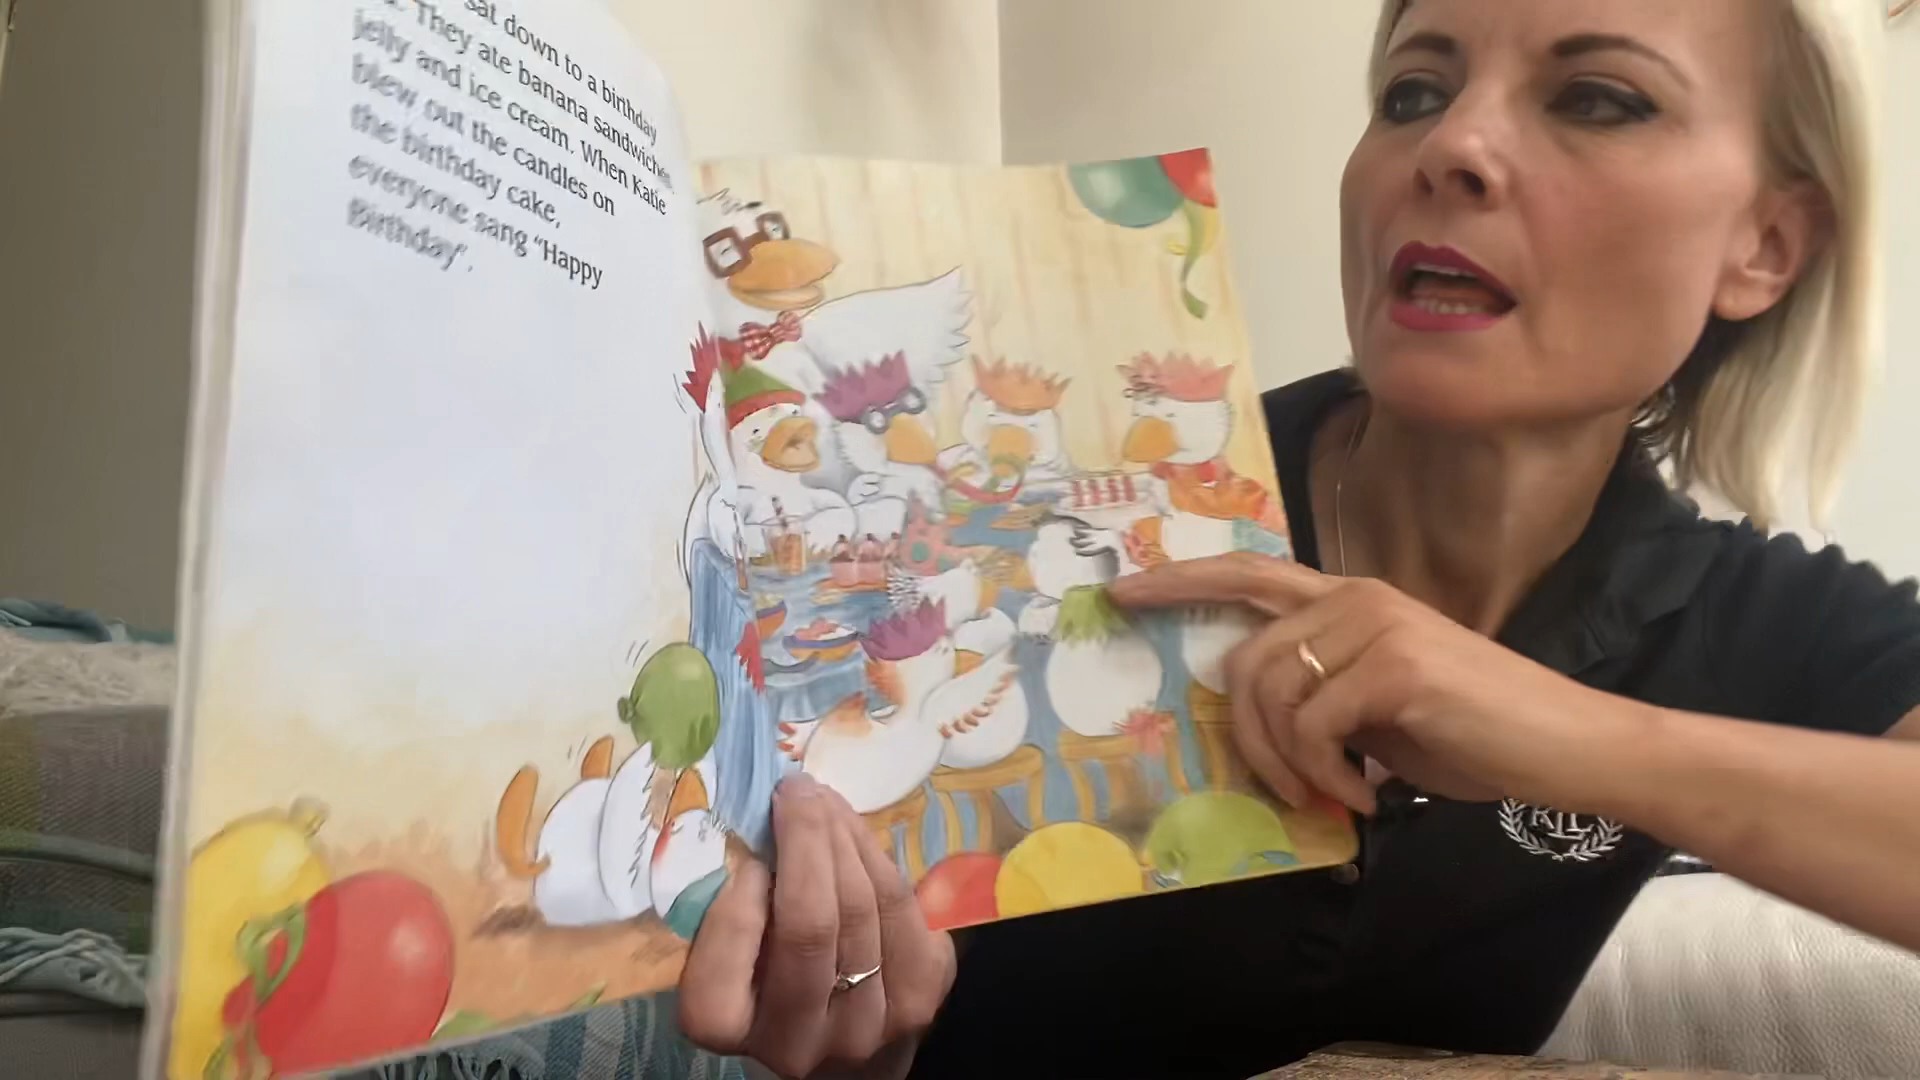 sat down to a birthday
They ate banana sandwiches,
jelly and ice cream. When Katie
blew out the candles on
the birthday cake,
everyone sang “Happy
Birthday”.